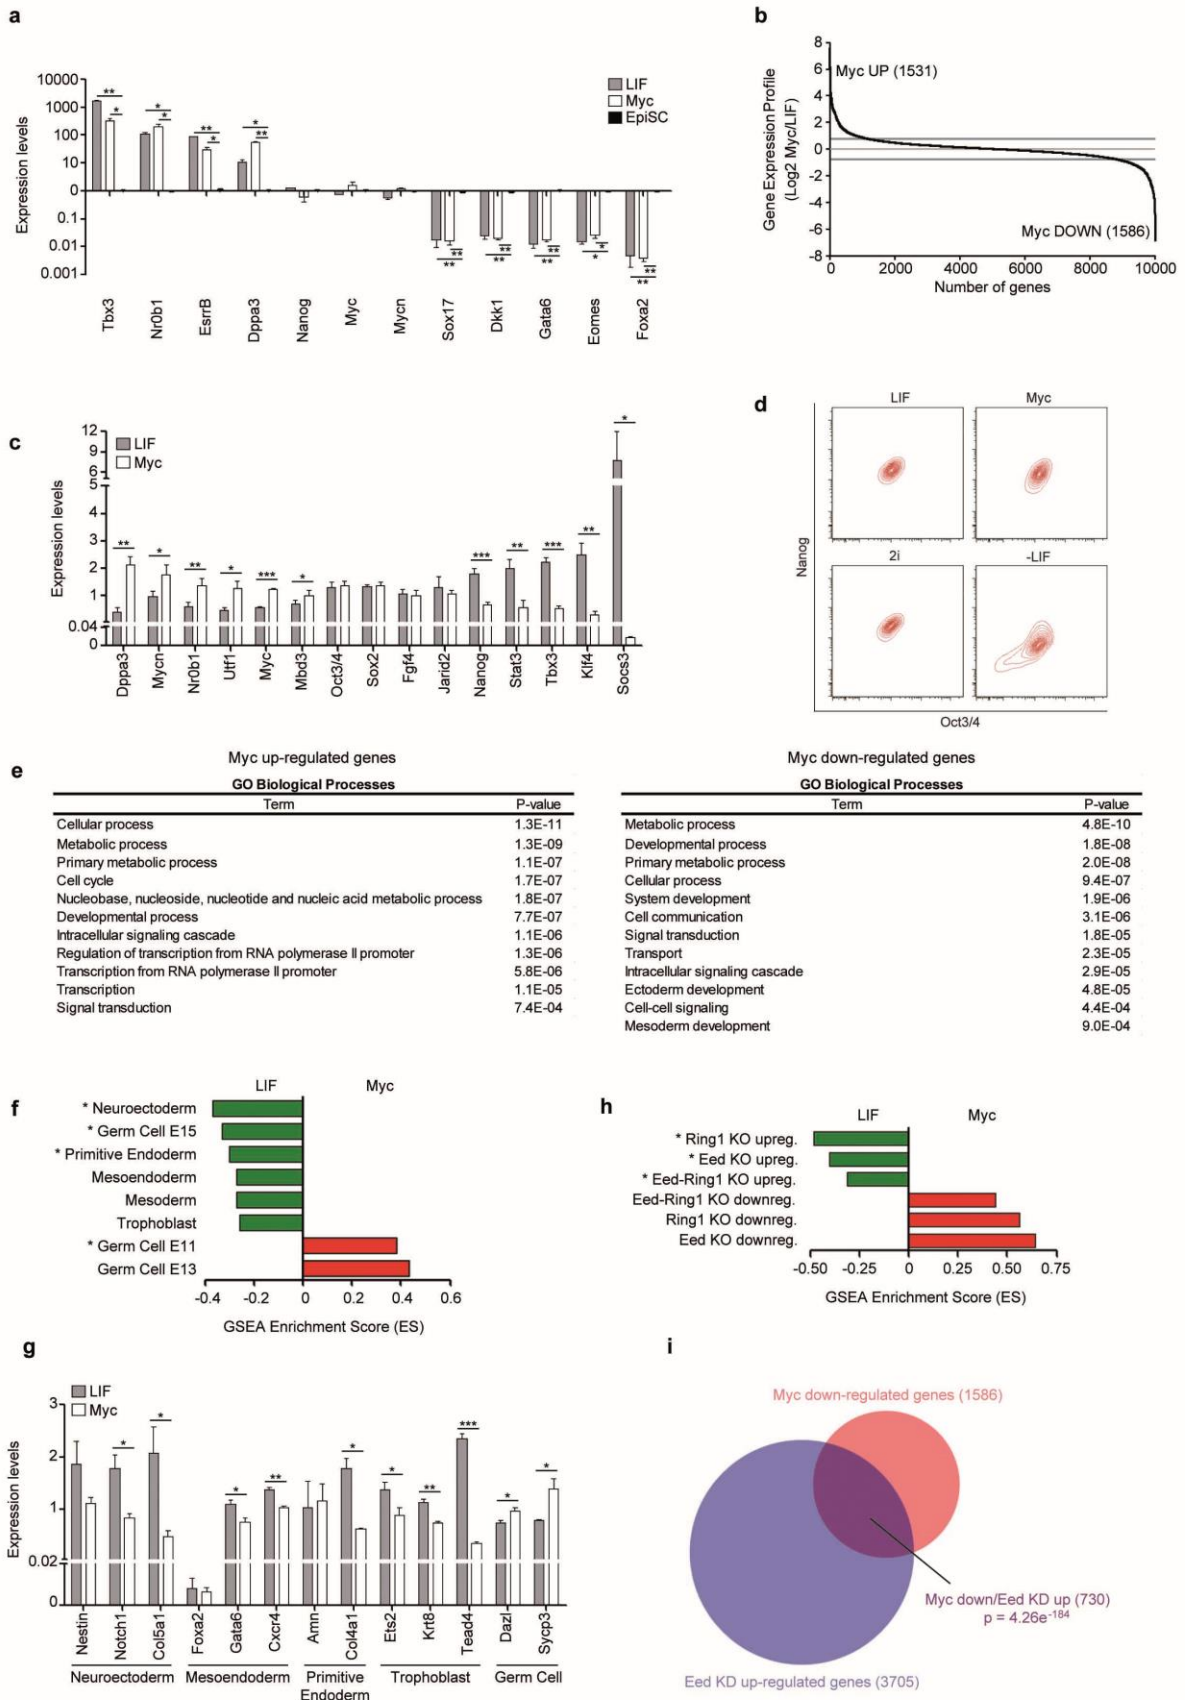 a
10000
1000
100
10
0
0.1
0.01
0.001
Expression levels
LIF
Myc
EpiSC
** * * * ** * * **
** ** ** ** ** ** * * ** **
Tbx3 Nr0b1 EsrrB Dppa3 Nanog Myc Mycn Sox17 Dkk1 Gata6 Eomes Foxa2
b
Gene Expression Profile
(Log2 Myc/LIF)
8
6
4
2
0
-2
-4
-6
-8
Myc UP (1531)
Myc DOWN (1586)
0 2000 4000 6000 8000 10000
Number of genes
c
Expression levels
12
9
6
5
4
3
2
1
0.04
0
LIF
Myc
** * ** * *** * *** ** *** ** *
Dppa3 Mycn Nr0b1 Utf1 Myc Mbd3 Oct3/4 Sox2 Fgf4 Jarid2 Nanog Stat3 Tbx3 Klf4 Socs3
d
LIF Myc
2i -LIF
Nanog
Oct3/4
e
Myc up-regulated genes
GO Biological Processes
Term P-value
Cellular process 1.3E-11
Metabolic process 1.3E-09
Primary metabolic process 1.1E-07
Cell cycle 1.7E-07
Nucleobase, nucleoside, nucleotide and nucleic acid metabolic process 1.8E-07
Developmental process 7.7E-07
Intracellular signaling cascade 1.1E-06
Regulation of transcription from RNA polymerase II promoter 1.3E-06
Transcription from RNA polymerase II promoter 5.8E-06
Transcription 1.1E-05
Signal transduction 7.4E-04
Myc down-regulated genes
GO Biological Processes
Term P-value
Metabolic process 4.8E-10
Developmental process 1.8E-08
Primary metabolic process 2.0E-08
Cellular process 9.4E-07
System development 1.9E-06
Cell communication 3.1E-06
Signal transduction 1.8E-05
Transport 2.3E-05
Intracellular signaling cascade 2.9E-05
Ectoderm development 4.8E-05
Cell-cell signaling 4.4E-04
Mesoderm development 9.0E-04
f
LIF Myc
* Neuroectoderm
* Germ Cell E15
* Primitive Endoderm
Mesoendoderm
Mesoderm
Trophoblast
* Germ Cell E11
Germ Cell E13
-0.4 -0.2 0 0.2 0.4 0.6
GSEA Enrichment Score (ES)
h
LIF Myc
* Ring1 KO upreg.
* Eed KO upreg.
* Eed-Ring1 KO upreg.
Eed-Ring1 KO downreg.
Ring1 KO downreg.
Eed KO downreg.
-0.50 -0.25 0 0.25 0.50 0.75
GSEA Enrichment Score (ES)
g
Expression levels
3
2
1
0.02
0
LIF
Myc
* * * ** * * ** *** * *
Nestin Notch1 Col5a1 Foxa2 Gata6 Cxcr4 Amn Col4a1 Ets2 Krt8 Tead4 Dazl Sycp3
Neuroectoderm Mesoendoderm Primitive Trophoblast Germ Cell
Endoderm
i
Myc down-regulated genes (1586)
Myc down/Eed KD up (730)
p = 4.26e-184
Eed KD up-regulated genes (3705)